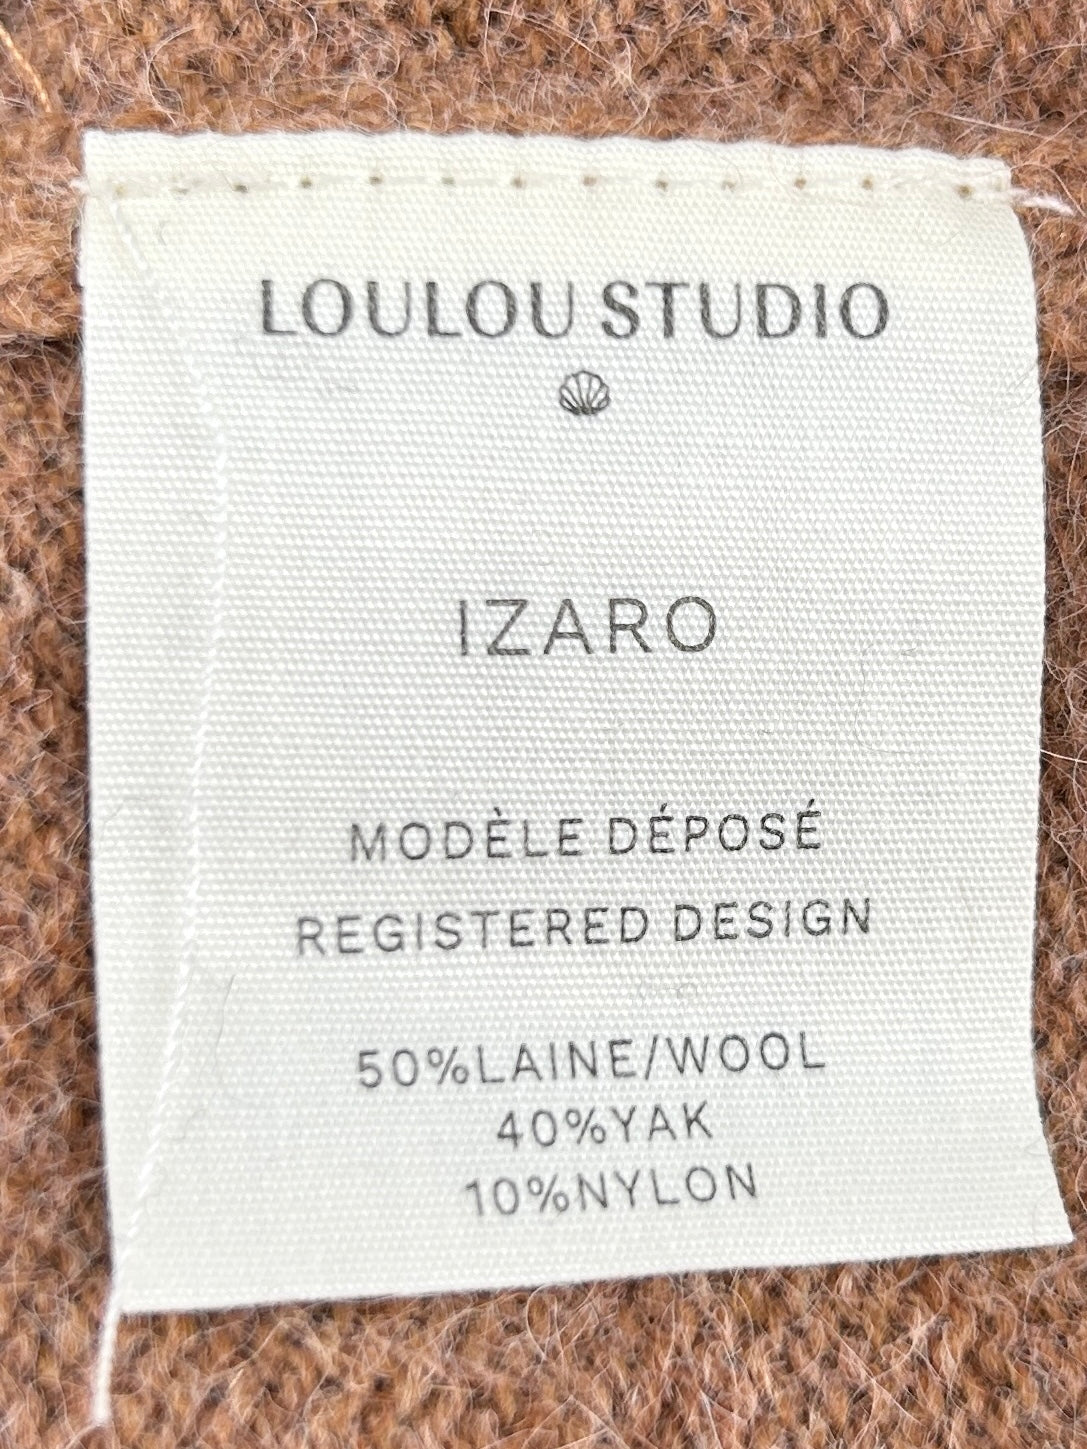 LOULOU STUDIO
IZARO
MODÈLE DÉPOSÉ
REGISTERED DESIGN
50%LAINE/WOOL
40%YAK
10%NYLON